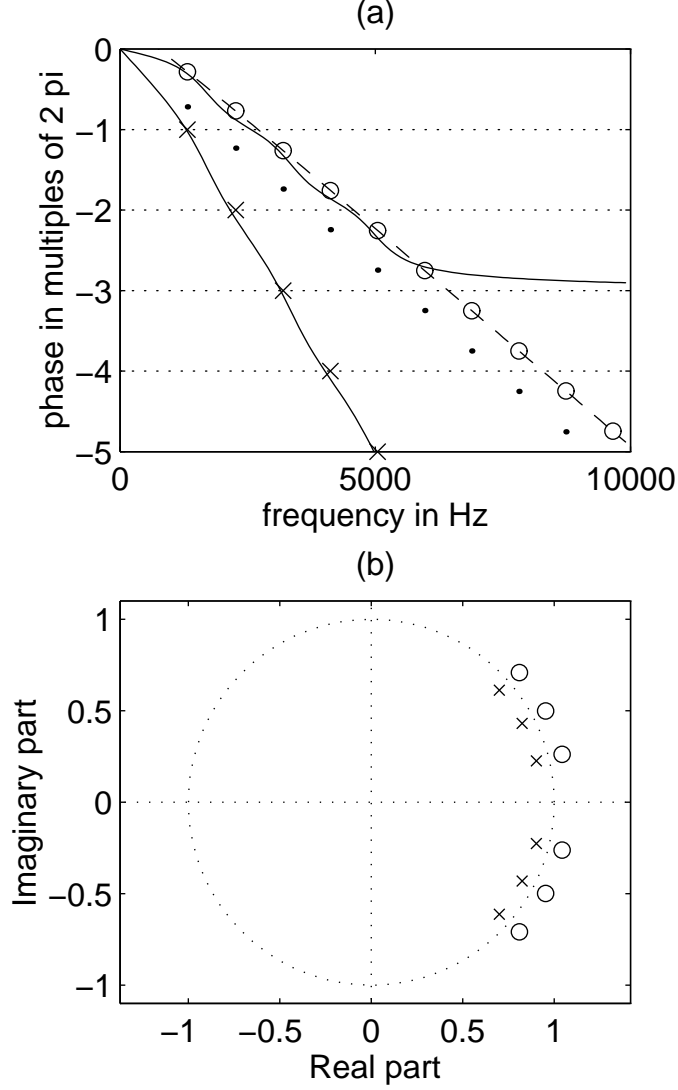 (a)
0
−1
−2
−3
−4
−5
phase in multiples of 2 pi
0 5000 10000
frequency in Hz
(b)
1
0.5
0
−0.5
−1
Imaginary part
−1 −0.5 0 0.5 1
Real part